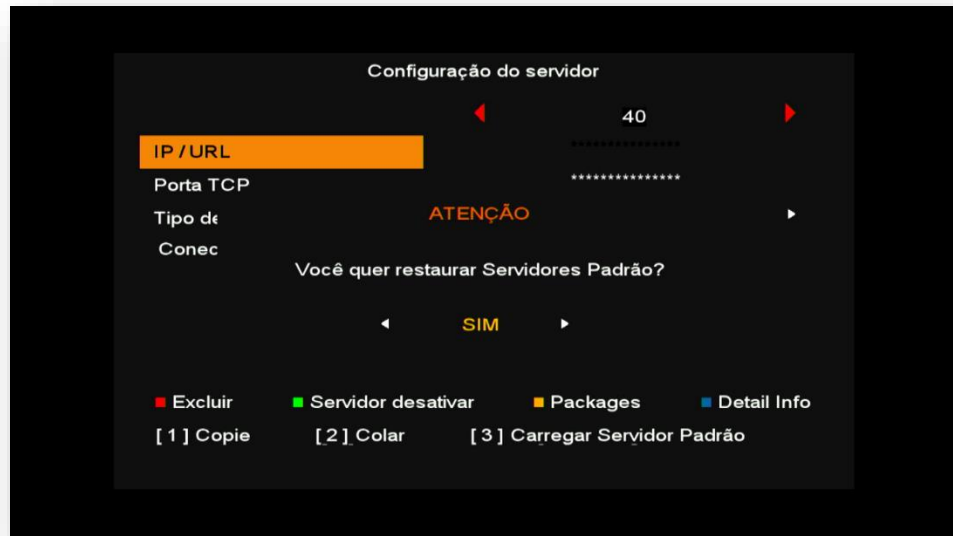 Configuração do servidor
40
IP / URL ***************
Porta TCP ***************
Tipo de
ATENÇÃO
Conec
Você quer restaurar Servidores Padrão?
SIM
Excluir Servidor desativar Packages Detail Info
[ 1 ] Copie [ 2 ] Colar [ 3 ] Carregar Servidor Padrão